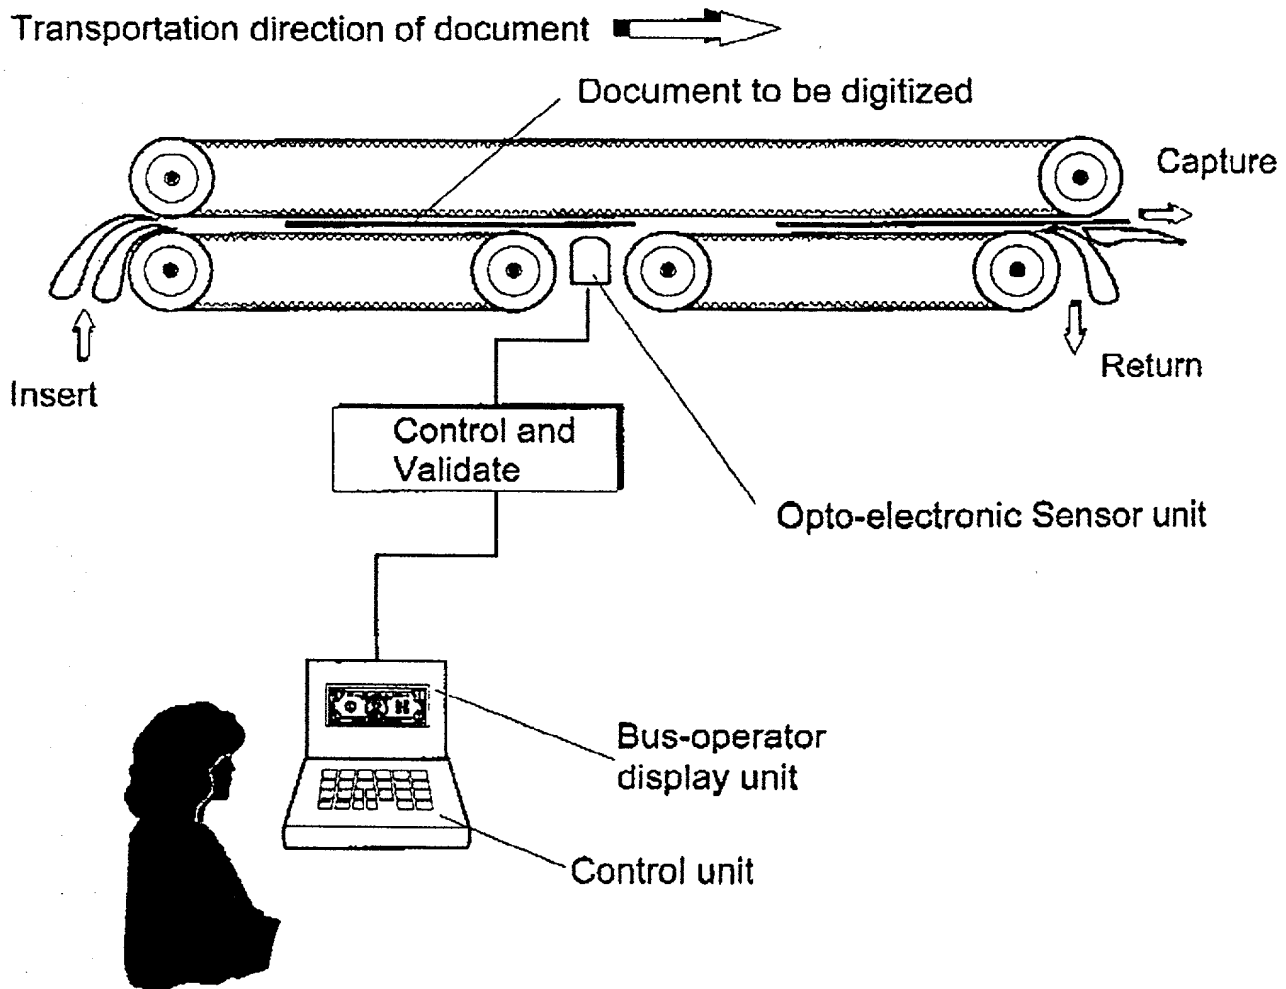 Transportation direction of document
Document to be digitized
Capture
Return
Insert
Control and
Validate
Opto-electronic Sensor unit
Bus-operator
display unit
Control unit